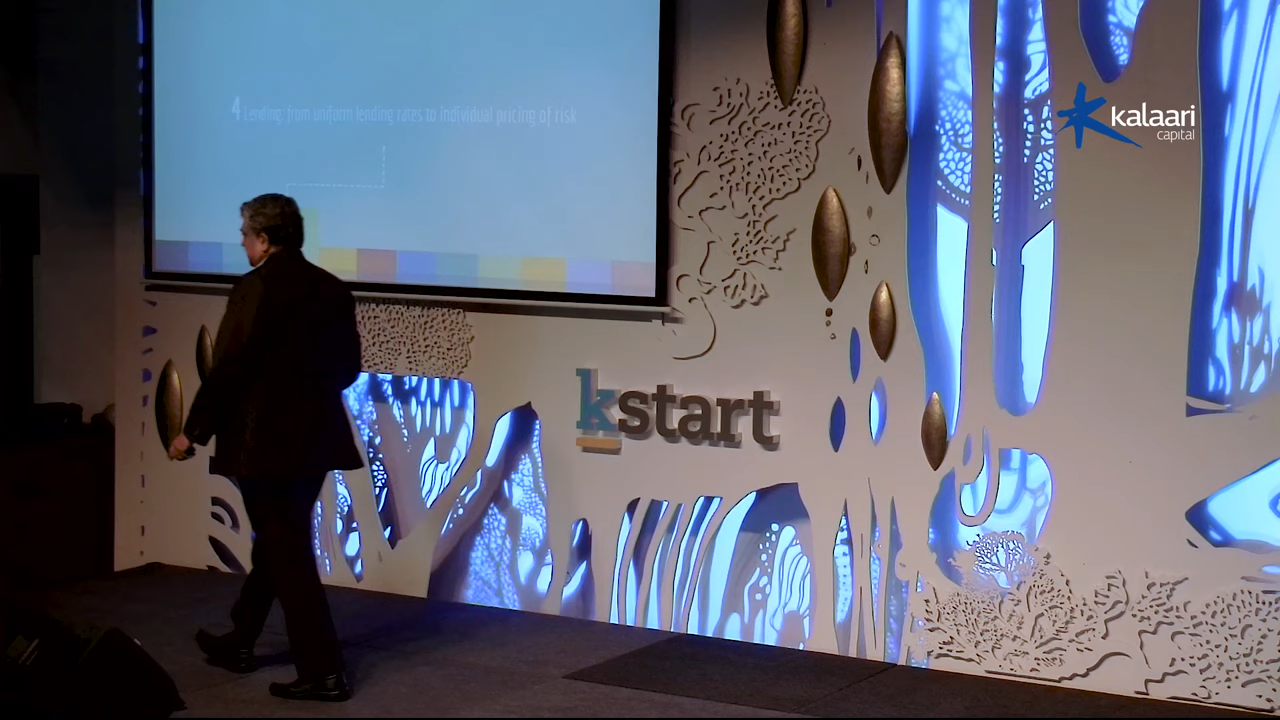 4 Lending: from uniform lending rates to individual pricing of risk
kalaari
capital
kstart